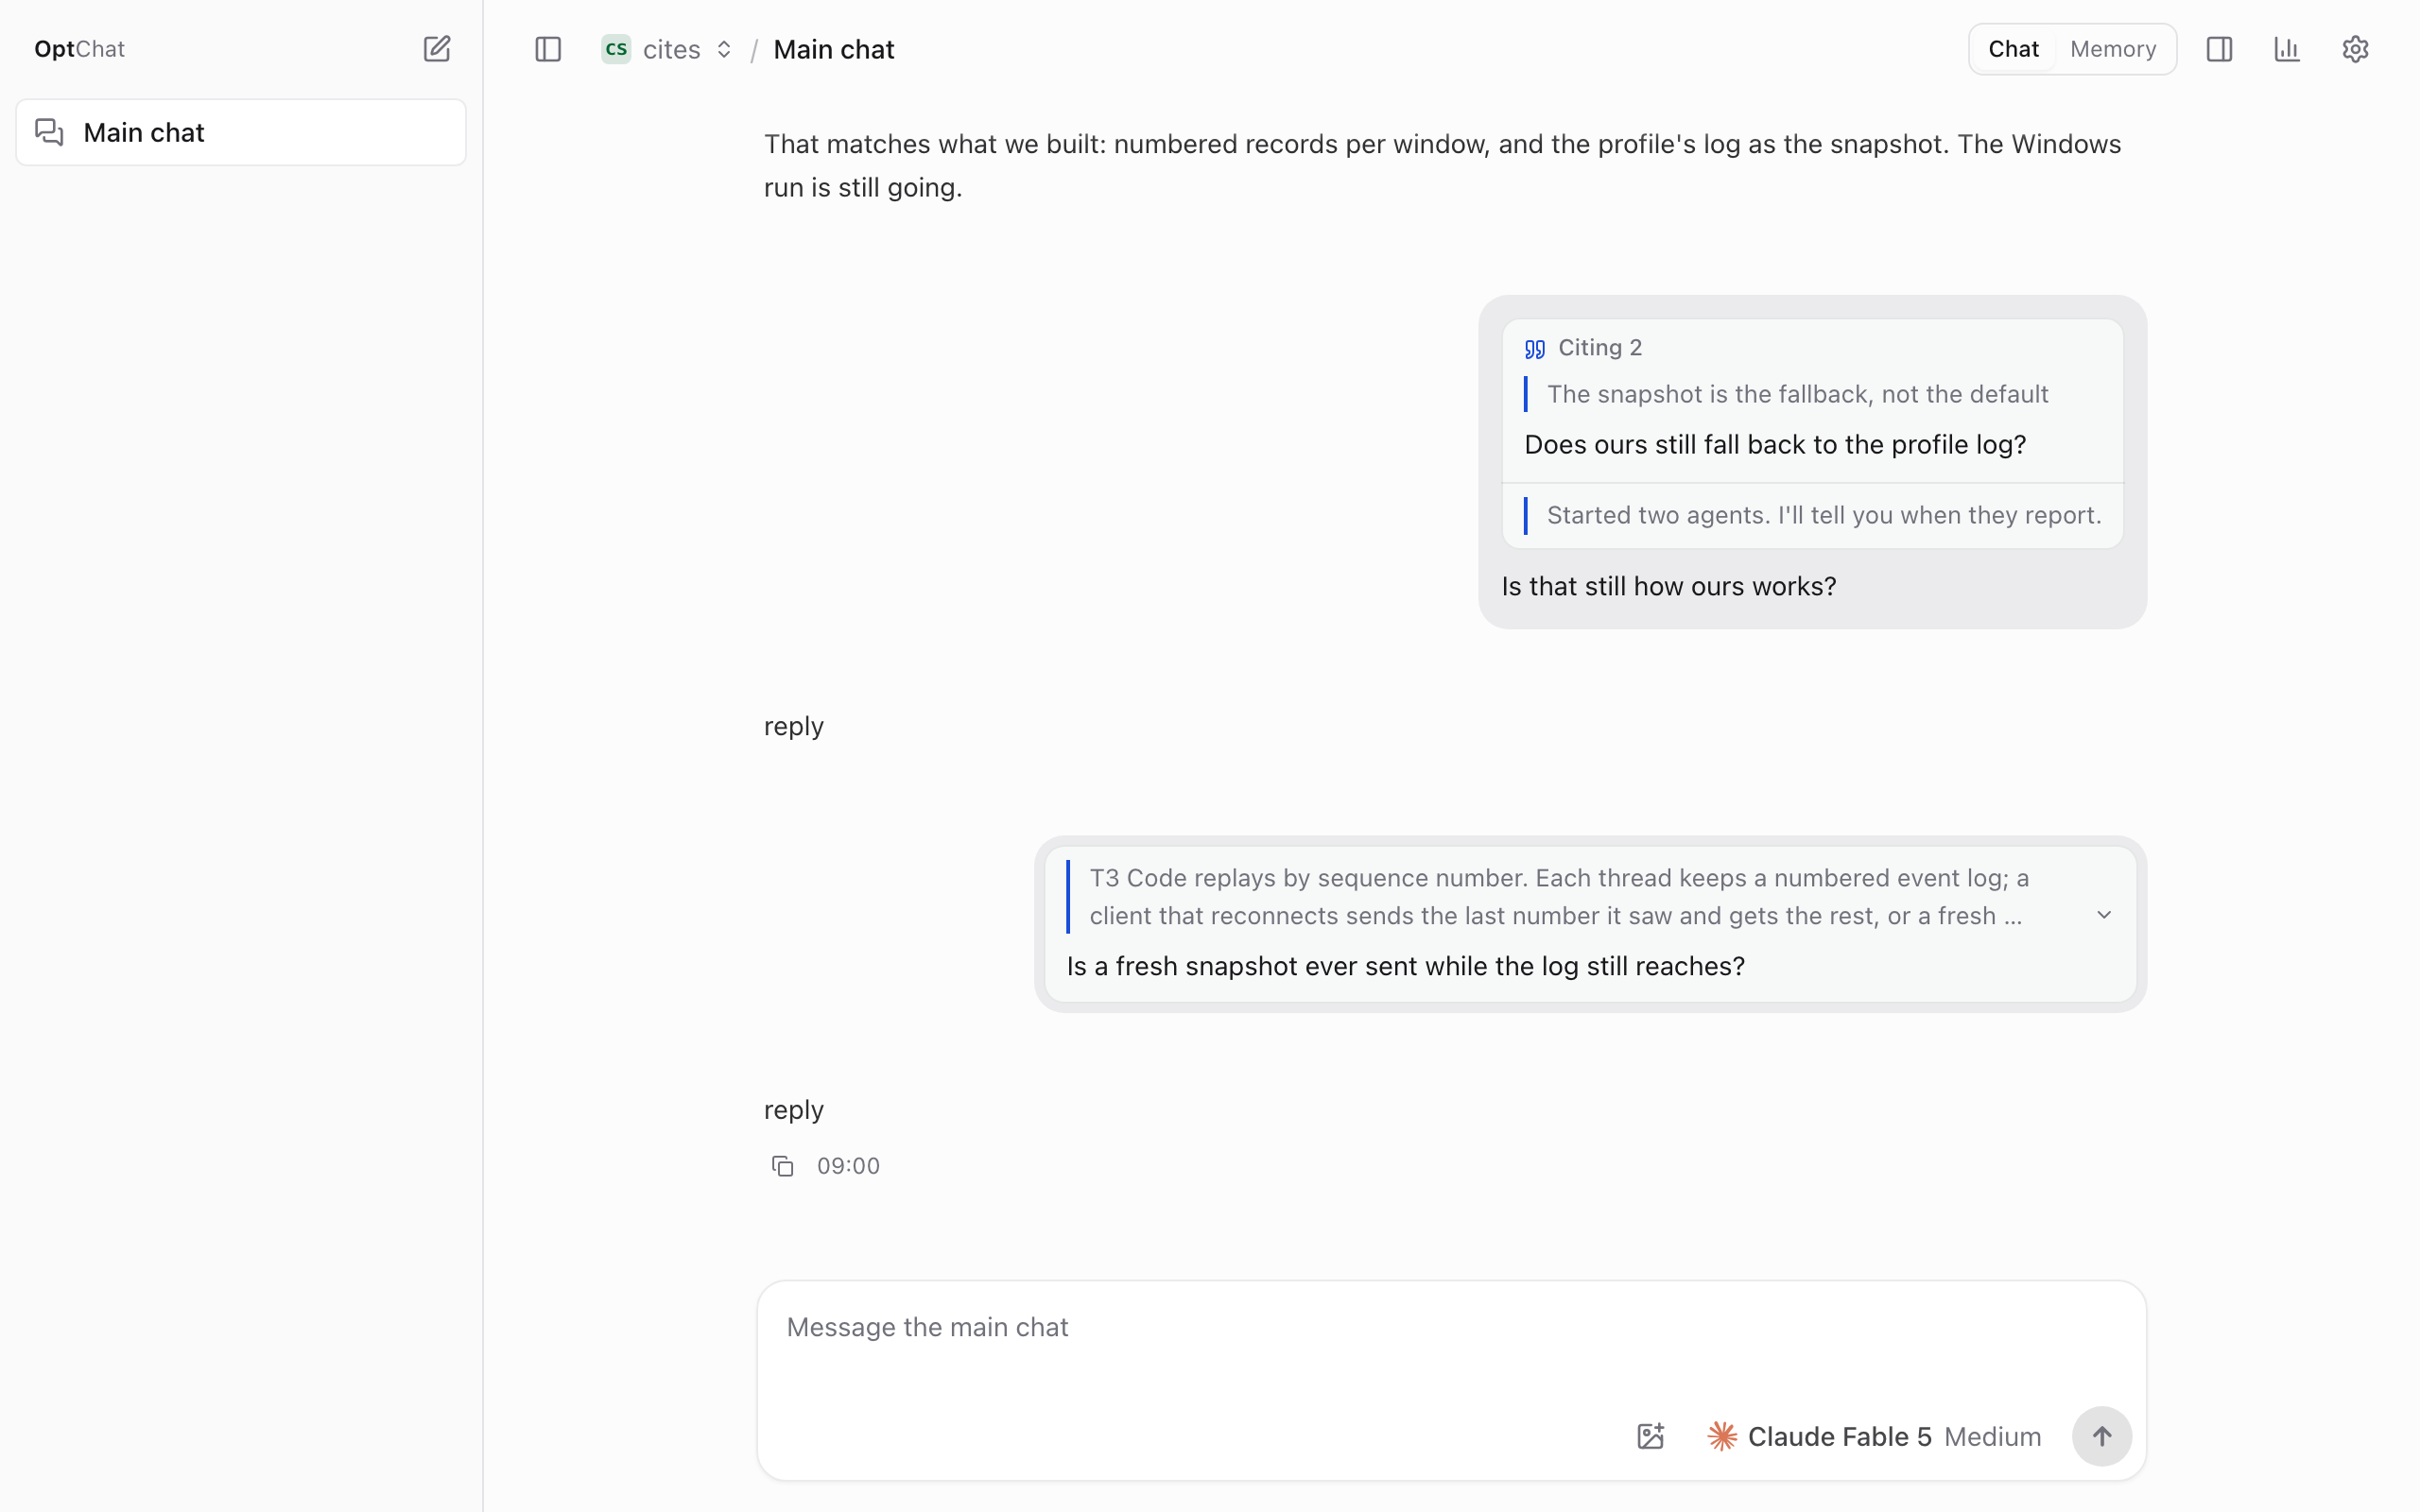 OptChat
CS cites / Main chat
Chat Memory
Main chat
That matches what we built: numbered records per window, and the profile's log as the snapshot. The Windows
run is still going.
Citing 2
The snapshot is the fallback, not the default
Does ours still fall back to the profile log?
Started two agents. I'll tell you when they report.
Is that still how ours works?
reply
T3 Code replays by sequence number. Each thread keeps a numbered event log; a
client that reconnects sends the last number it saw and gets the rest, or a fresh ...
Is a fresh snapshot ever sent while the log still reaches?
reply
09:00
Message the main chat
Claude Fable 5 Medium